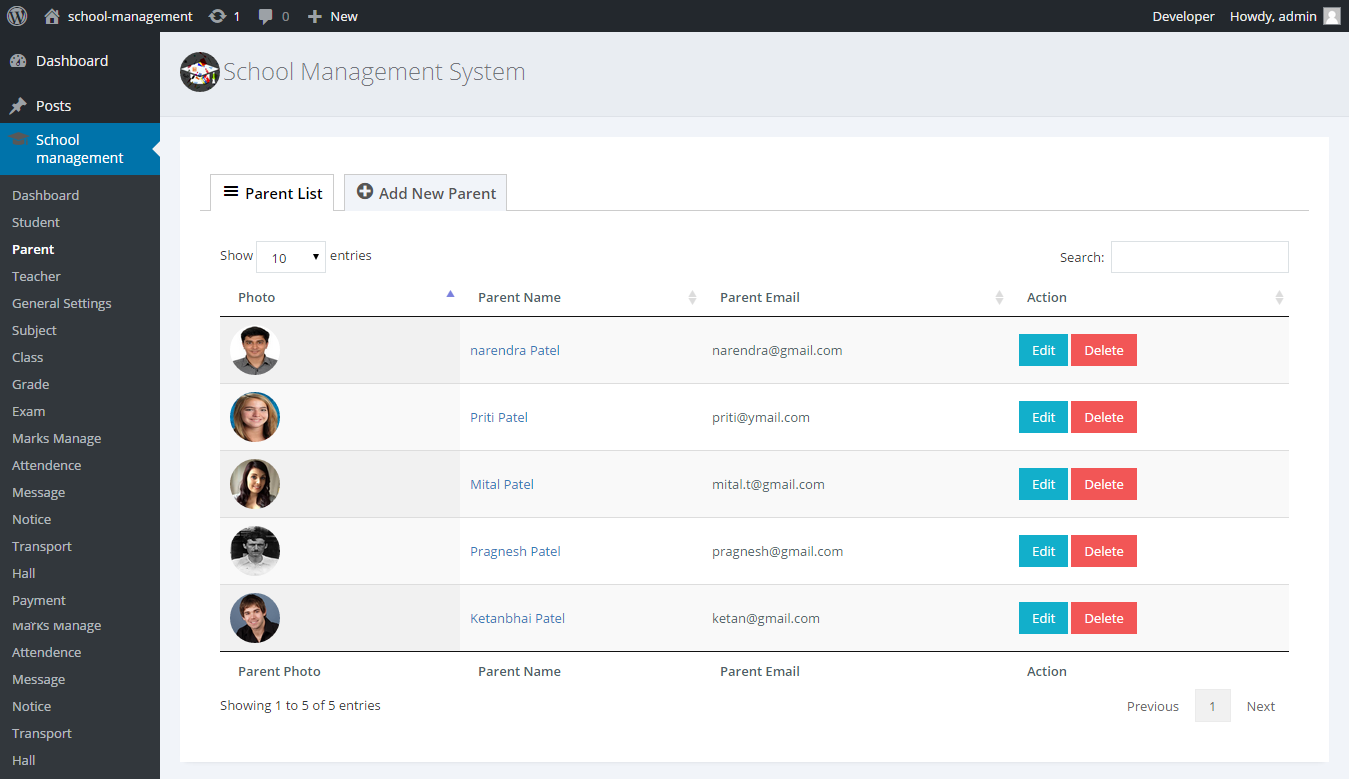 school-management 1 0 New Developer Howdy, admin
Dashboard
Posts
School
management
Dashboard
Student
Parent
Teacher
General Settings
Subject
Class
Grade
Exam
Marks Manage
Attendence
Message
Notice
Transport
Hall
Payment
Marks Manage
Attendence
Message
Notice
Transport
Hall
School Management System
Parent List Add New Parent
Show 10 entries Search:
Photo Parent Name Parent Email Action
narendra Patel narendra@gmail.com Edit Delete
Priti Patel priti@ymail.com Edit Delete
Mital Patel mital.t@gmail.com Edit Delete
Pragnesh Patel pragnesh@gmail.com Edit Delete
Ketanbhai Patel ketan@gmail.com Edit Delete
Parent Photo Parent Name Parent Email Action
Showing 1 to 5 of 5 entries Previous 1 Next